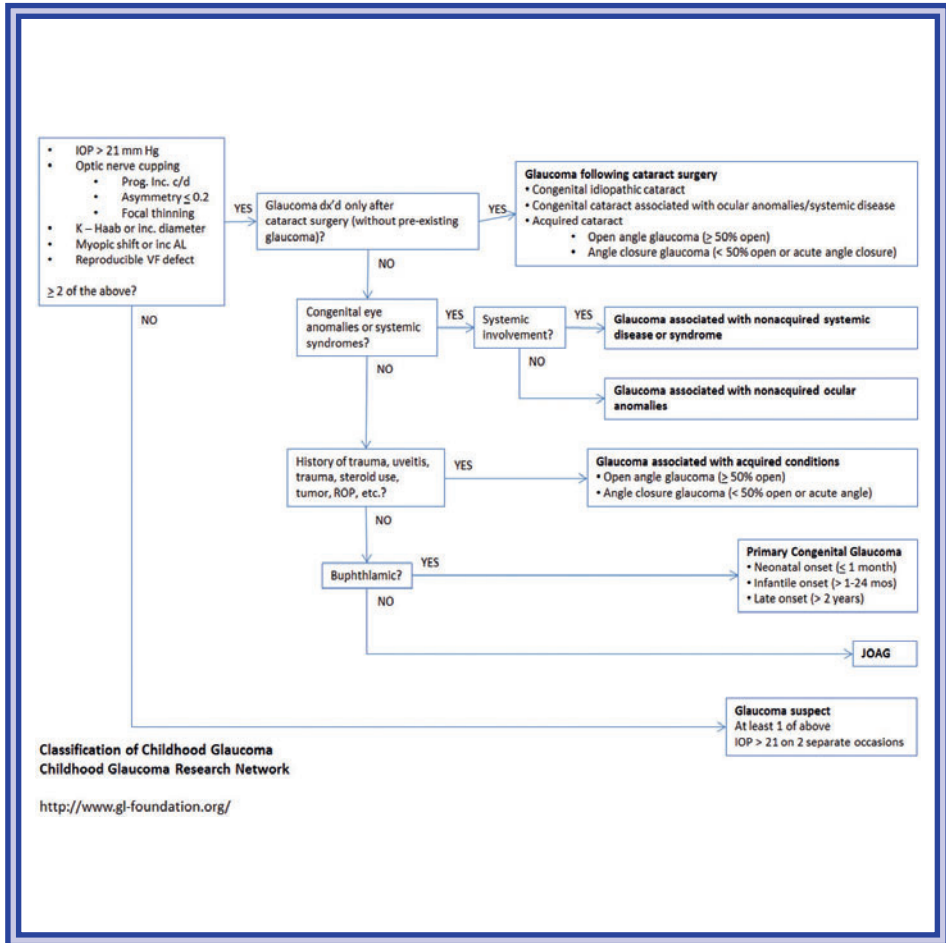 • IOP > 21 mm Hg
• Optic nerve cupping
• Prog. Inc. c/d
• Asymmetry ≤ 0.2
• Focal thinning
• K – Haab or inc. diameter
• Myopic shift or inc AL
• Reproducible VF defect
≥ 2 of the above?
YES
NO
Glaucoma dx'd only after
cataract surgery (without pre-existing
glaucoma)?
YES
NO
Glaucoma following cataract surgery
• Congenital idiopathic cataract
• Congenital cataract associated with ocular anomalies/systemic disease
• Acquired cataract
• Open angle glaucoma (≥ 50% open)
• Angle closure glaucoma (< 50% open or acute angle closure)
Congenital eye
anomalies or systemic
syndromes?
YES
NO
Systemic
involvement?
YES
NO
Glaucoma associated with nonacquired systemic
disease or syndrome
Glaucoma associated with nonacquired ocular
anomalies
History of trauma, uveitis,
trauma, steroid use,
tumor, ROP, etc.?
YES
NO
Glaucoma associated with acquired conditions
• Open angle glaucoma (≥ 50% open)
• Angle closure glaucoma (< 50% open or acute angle)
Buphthlamic?
YES
NO
Primary Congenital Glaucoma
• Neonatal onset (≤ 1 month)
• Infantile onset (> 1-24 mos)
• Late onset (> 2 years)
JOAG
Glaucoma suspect
At least 1 of above
IOP > 21 on 2 separate occasions
Classification of Childhood Glaucoma
Childhood Glaucoma Research Network
http://www.gl-foundation.org/